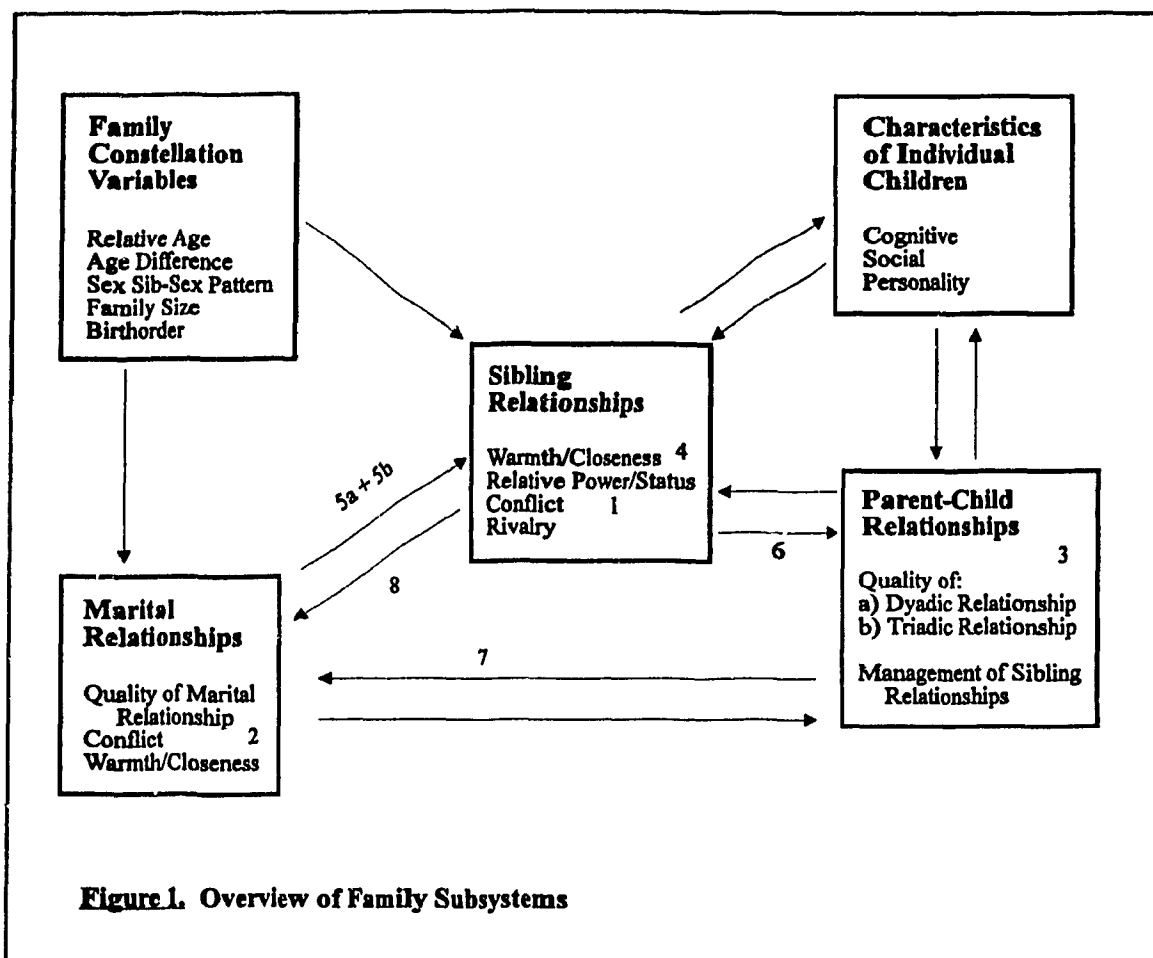 Family
Constellation
Variables
Relative Age
Age Difference
Sex Sib-Sex Pattern
Family Size
Birthorder
Characteristics
of Individual
Children
Cognitive
Social
Personality
Sibling
Relationships
Warmth/Closeness 4
Relative Power/Status
Conflict 1
Rivalry
5a + 5b
8
6
7
Parent-Child
Relationships
3
Quality of:
a) Dyadic Relationship
b) Triadic Relationship
Management of Sibling
Relationships
Marital
Relationships
Quality of Marital
Relationship
Conflict 2
Warmth/Closeness
Figure 1. Overview of Family Subsystems